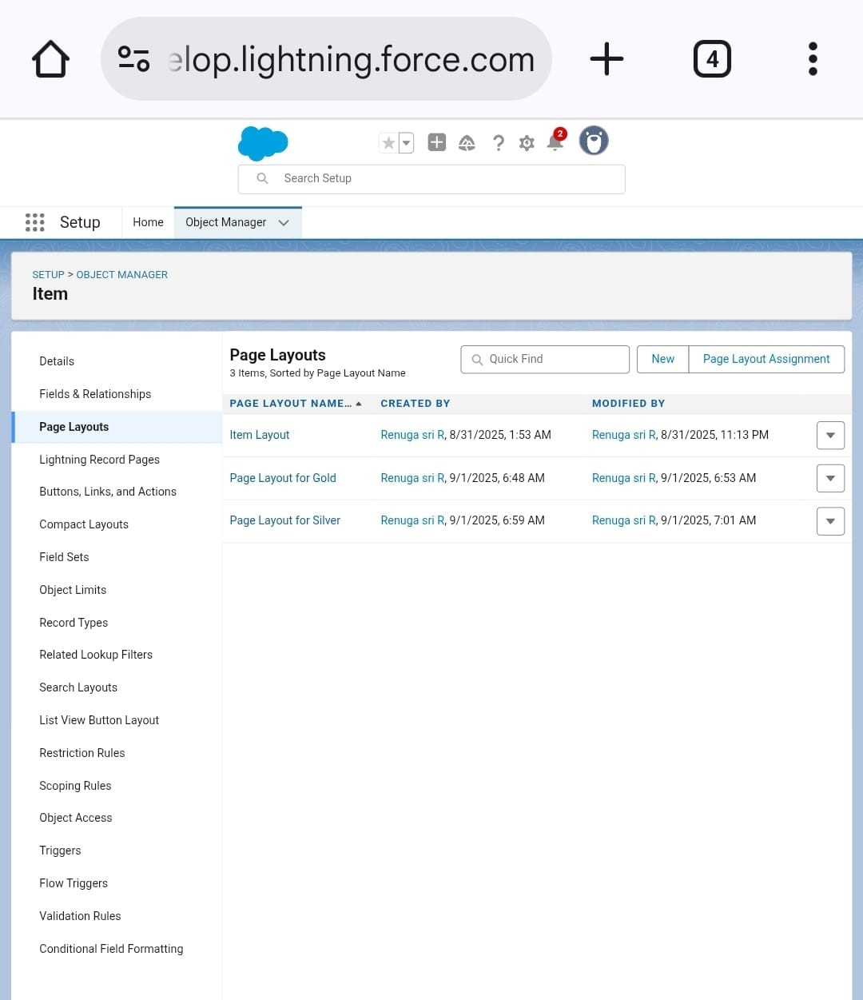 elop.lightning.force.com
4
2
Search Setup
Setup
Home
Object Manager
SETUP > OBJECT MANAGER
Item
Details
Fields & Relationships
Page Layouts
Lightning Record Pages
Buttons, Links, and Actions
Compact Layouts
Field Sets
Object Limits
Record Types
Related Lookup Filters
Search Layouts
List View Button Layout
Restriction Rules
Scoping Rules
Object Access
Triggers
Flow Triggers
Validation Rules
Conditional Field Formatting
Page Layouts
3 Items, Sorted by Page Layout Name
Quick Find
New
Page Layout Assignment
PAGE LAYOUT NAME... CREATED BY MODIFIED BY
Item Layout Renuga sri R, 8/31/2025, 1:53 AM Renuga sri R, 8/31/2025, 11:13 PM
Page Layout for Gold Renuga sri R, 9/1/2025, 6:48 AM Renuga sri R, 9/1/2025, 6:53 AM
Page Layout for Silver Renuga sri R, 9/1/2025, 6:59 AM Renuga sri R, 9/1/2025, 7:01 AM